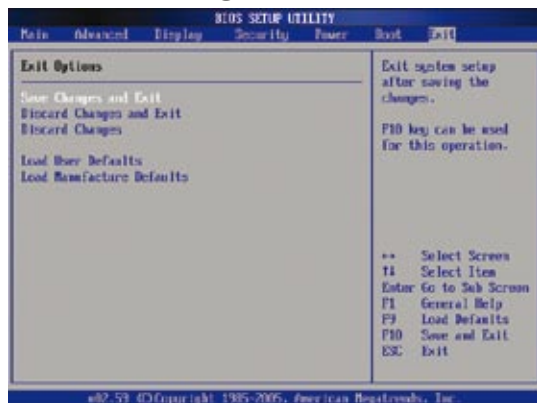 BIOS SETUP UTILITY
Main Advanced Display Security Power Boot Exit
Exit Options
Save Changes and Exit
Discard Changes and Exit
Discard Changes
Load User Defaults
Load Manufacture Defaults
Exit system setup
after saving the
changes.
F10 key can be used
for this operation.
↔ Select Screen
↑↓ Select Item
Enter Go to Sub Screen
F1 General Help
F9 Load Defaults
F10 Save and Exit
ESC Exit
v02.59 (C)Copyright 1985-2005, American Megatrends, Inc.